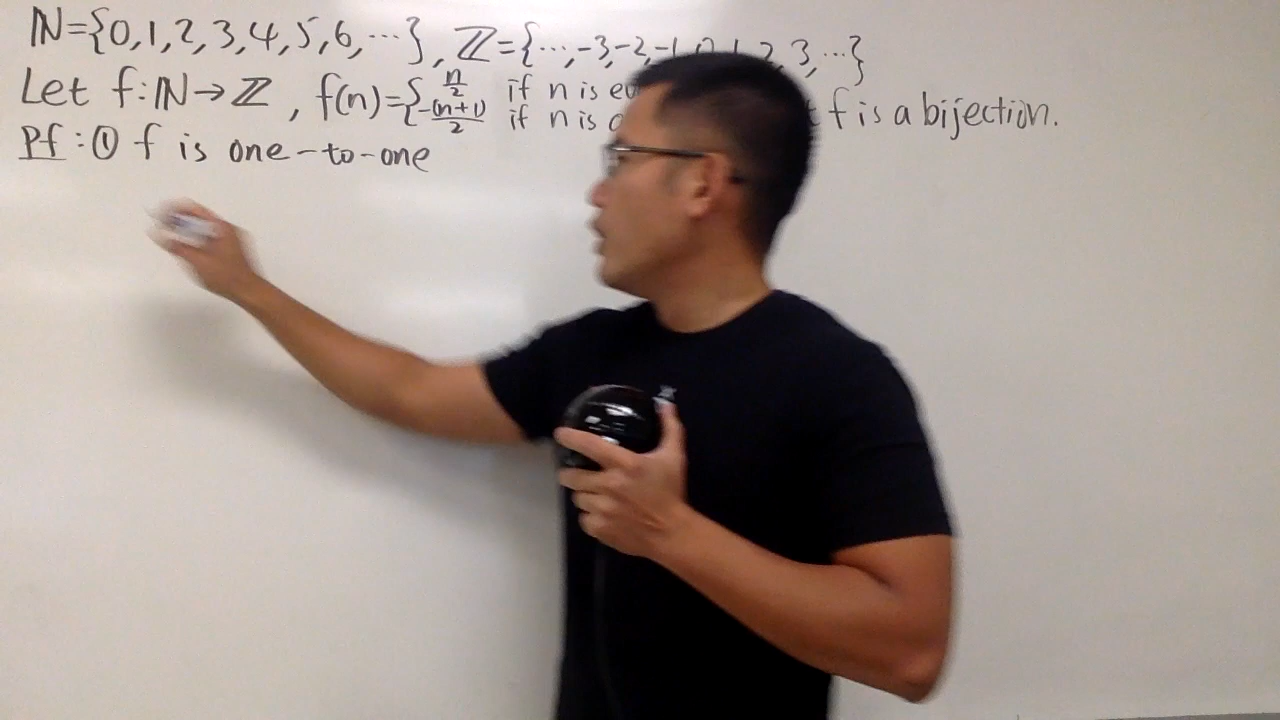 ℕ={0,1,2,3,4,5,6,⋯}, ℤ={⋯,-3,-2,-1,0,1,2,3,⋯}
Let f:ℕ→ℤ, f(n)={ n/2 if n is
-(n+1)/2 if n is f is a bijection.
Pf: ① f is one-to-one